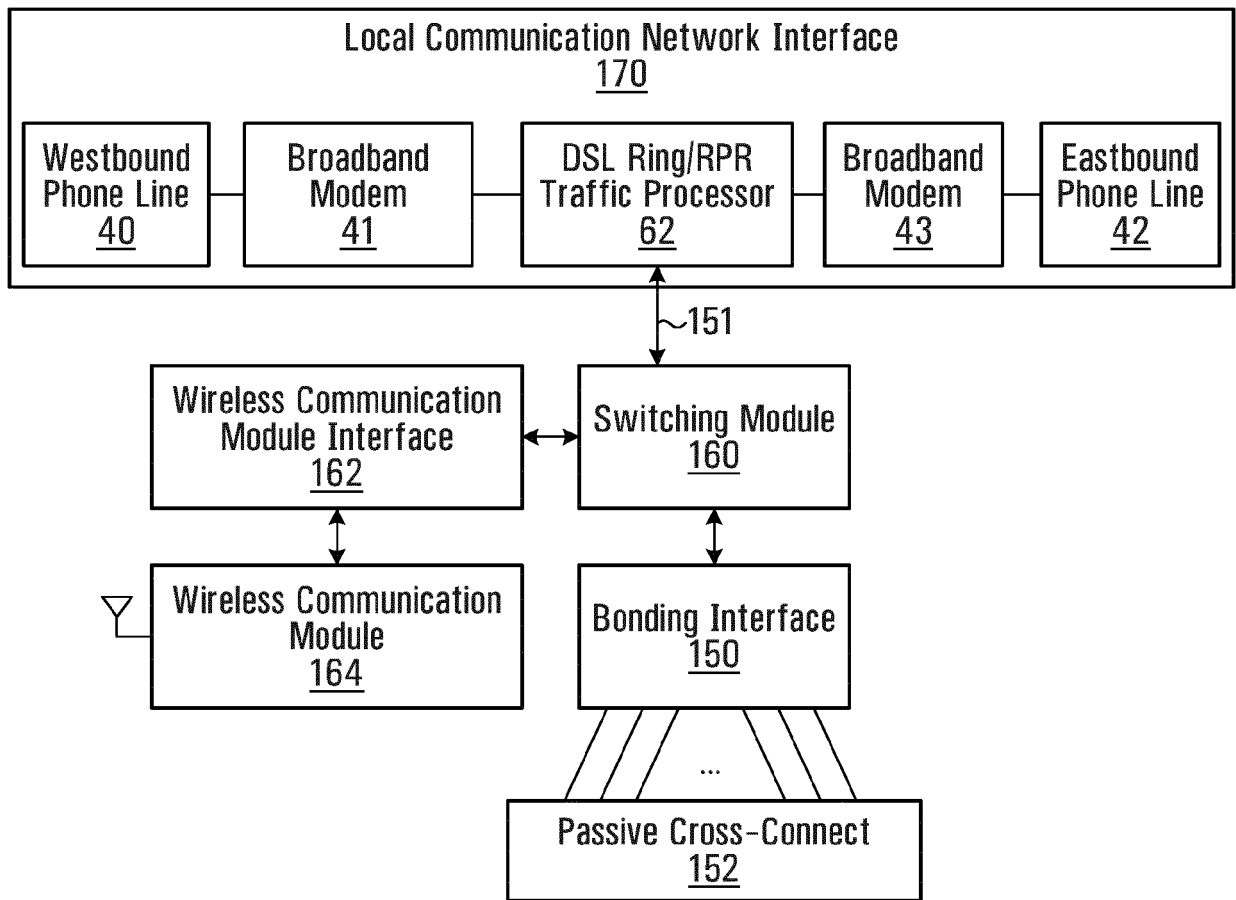 Local Communication Network Interface
170
Westbound
Phone Line
40
Broadband
Modem
41
DSL Ring/RPR
Traffic Processor
62
Broadband
Modem
43
Eastbound
Phone Line
42
151
Wireless Communication
Module Interface
162
Switching Module
160
Wireless Communication
Module
164
Bonding Interface
150
...
Passive Cross-Connect
152